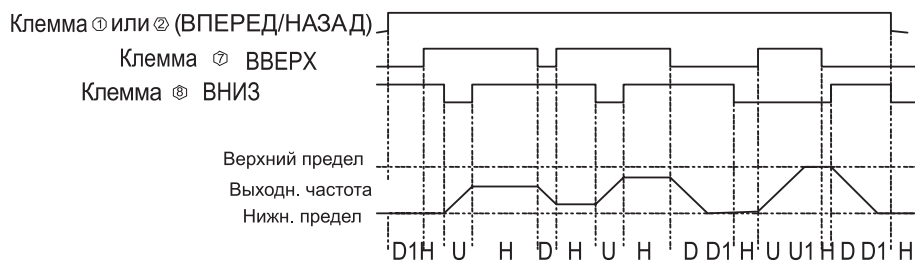 Клемма ① или ② (ВПЕРЕД/НАЗАД)
Клемма ⑦ ВВЕРХ
Клемма ⑧ ВНИЗ
Верхний предел
Выходн. частота
Нижн. предел
D1 H U H D H U H D D1 H U U1 H D D1 H